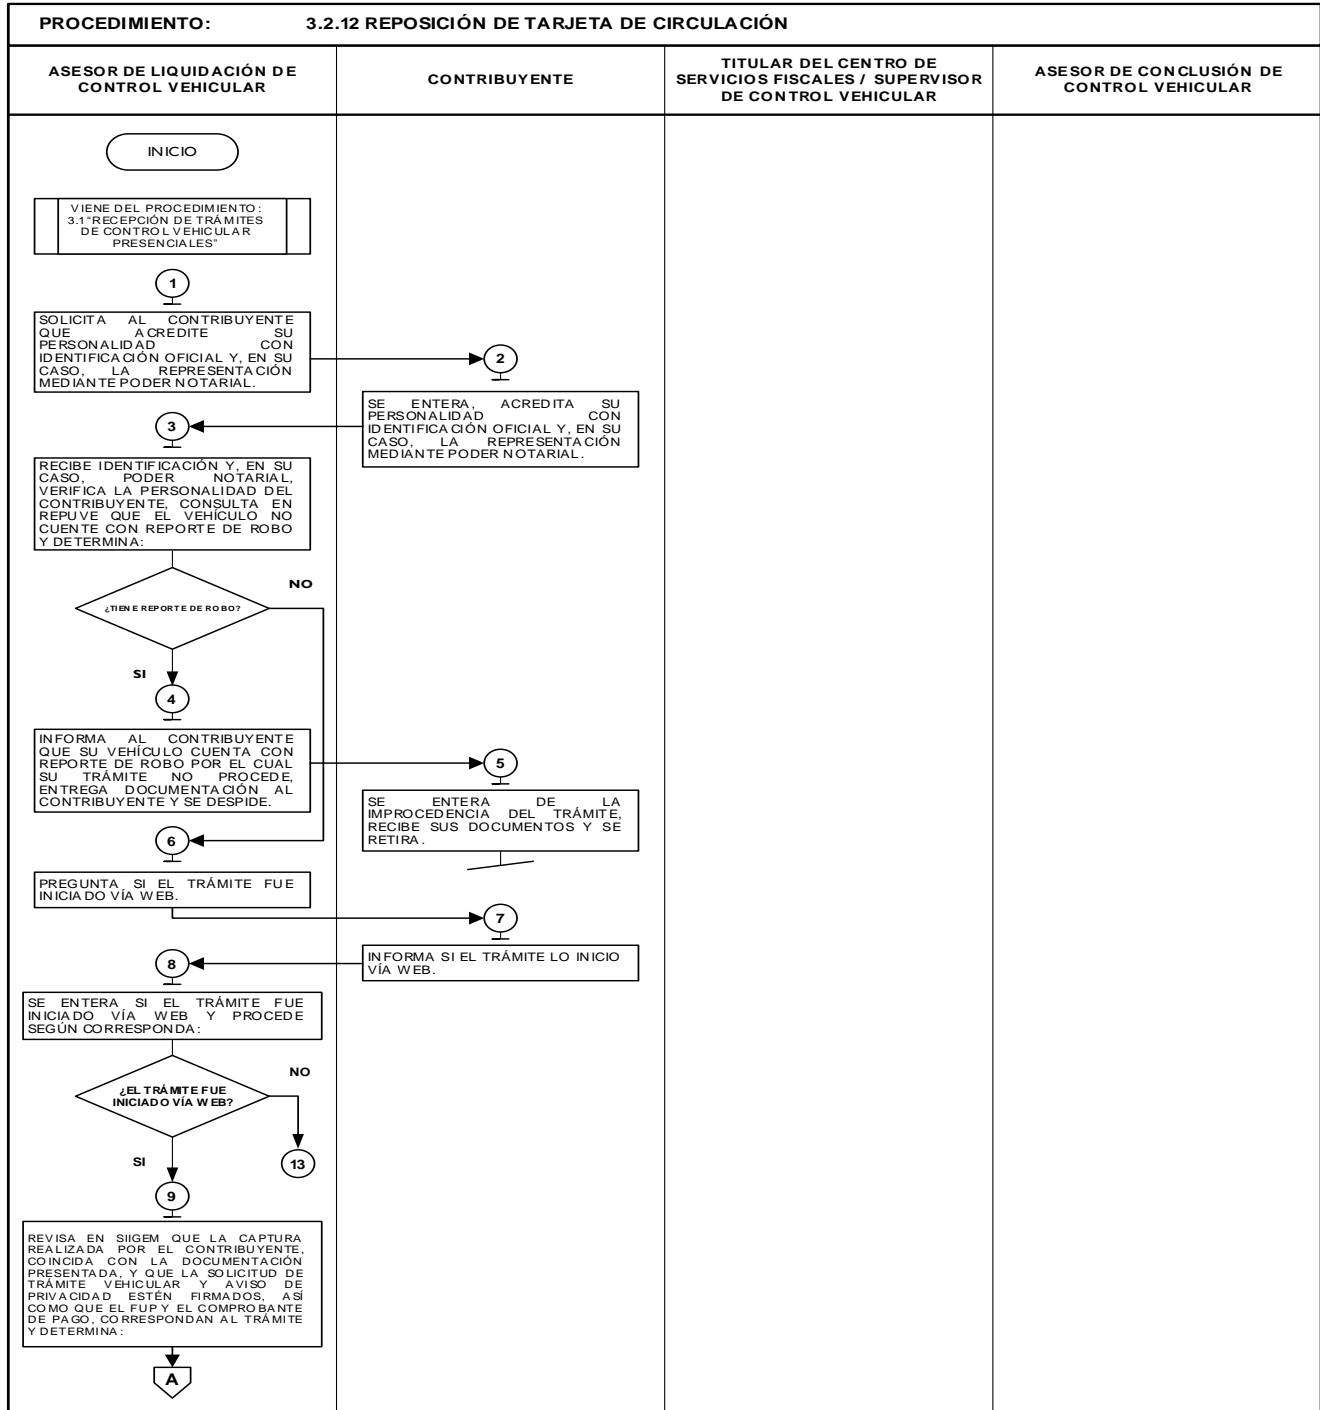 PROCEDIMIENTO: 3.2.12 REPOSICIÓN DE TARJETA DE CIRCULACIÓN
ASESOR DE LIQUIDACIÓN DE
CONTROL VEHICULAR
CONTRIBUYENTE
TITULAR DEL CENTRO DE
SERVICIOS FISCALES / SUPERVISOR
DE CONTROL VEHICULAR
ASESOR DE CONCLUSIÓN DE
CONTROL VEHICULAR
INICIO
VIENE DEL PROCEDIMIENTO:
3.1“RECEPCIÓN DE TRÁMITES
DE CONTROL VEHICULAR
PRESENCIALES”
1
SOLICITA AL CONTRIBUYENTE
QUE ACREDITE SU
PERSONALIDAD CON
IDENTIFICACIÓN OFICIAL Y, EN SU
CASO, LA REPRESENTACIÓN
MEDIANTE PODER NOTARIAL.
2
SE ENTERA, ACREDITA SU
PERSONALIDAD CON
IDENTIFICACIÓN OFICIAL Y, EN SU
CASO, LA REPRESENTACIÓN
MEDIANTE PODER NOTARIAL.
3
RECIBE IDENTIFICACIÓN Y, EN SU
CASO, PODER NOTARIAL,
VERIFICA LA PERSONALIDAD DEL
CONTRIBUYENTE, CONSULTA EN
REPUVE QUE EL VEHÍCULO NO
CUENTE CON REPORTE DE ROBO
Y DETERMINA:
¿TIENE REPORTE DE ROBO?
NO
SI
4
INFORMA AL CONTRIBUYENTE
QUE SU VEHÍCULO CUENTA CON
REPORTE DE ROBO POR EL CUAL
SU TRÁMITE NO PROCEDE,
ENTREGA DOCUMENTACIÓN AL
CONTRIBUYENTE Y SE DESPIDE.
5
SE ENTERA DE LA
IMPROCEDENCIA DEL TRÁMITE,
RECIBE SUS DOCUMENTOS Y SE
RETIRA.
6
PREGUNTA SI EL TRÁMITE FUE
INICIADO VÍA WEB.
7
INFORMA SI EL TRÁMITE LO INICIO
VÍA WEB.
8
SE ENTERA SI EL TRÁMITE FUE
INICIADO VÍA WEB Y PROCEDE
SEGÚN CORRESPONDA:
¿EL TRÁMITE FUE
INICIADO VÍA WEB?
NO
13
SI
9
REVISA EN SIIGEM QUE LA CAPTURA
REALIZADA POR EL CONTRIBUYENTE,
COINCIDA CON LA DOCUMENTACIÓN
PRESENTADA, Y QUE LA SOLICITUD DE
TRÁMITE VEHICULAR Y AVISO DE
PRIVACIDAD ESTÉN FIRMADOS, ASÍ
COMO QUE EL FUP Y EL COMPROBANTE
DE PAGO, CORRESPONDAN AL TRÁMITE
Y DETERMINA:
A